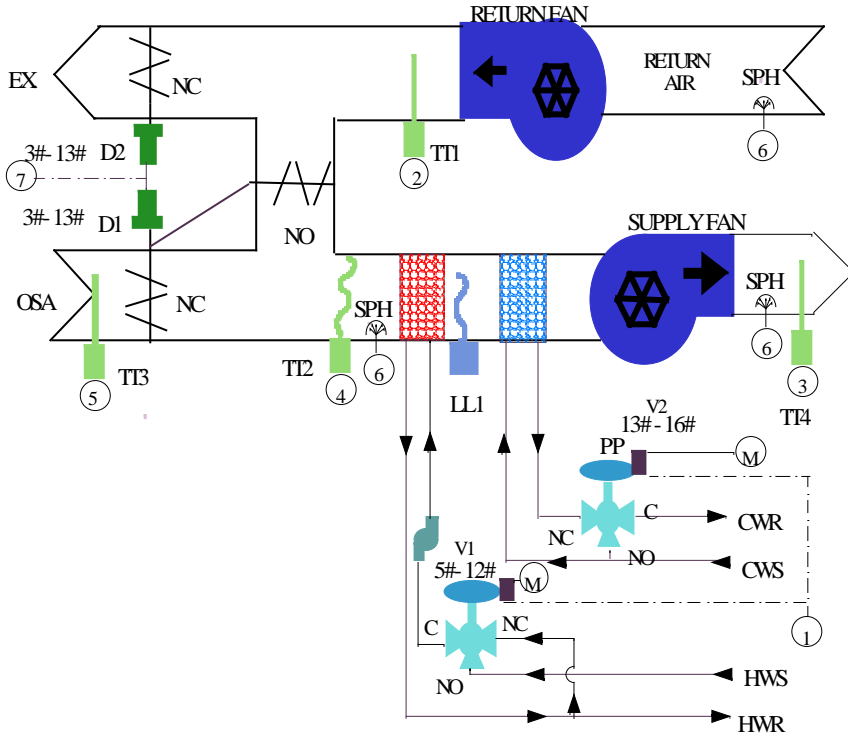 RETURN FAN
RETURN
AIR
SPH
EX
NC
3#- 13#
D2
TT1
2
6
7
3#- 13#
D1
NO
SUPPLY FAN
OSA
NC
SPH
SPH
6
TT3
TT2
6
LL1
3
5
4
TT4
V2
13# - 16#
PP
M
C
CWR
NC
V1
NO
CWS
5#- 12#
M
C
NC
1
NO
HWS
HWR